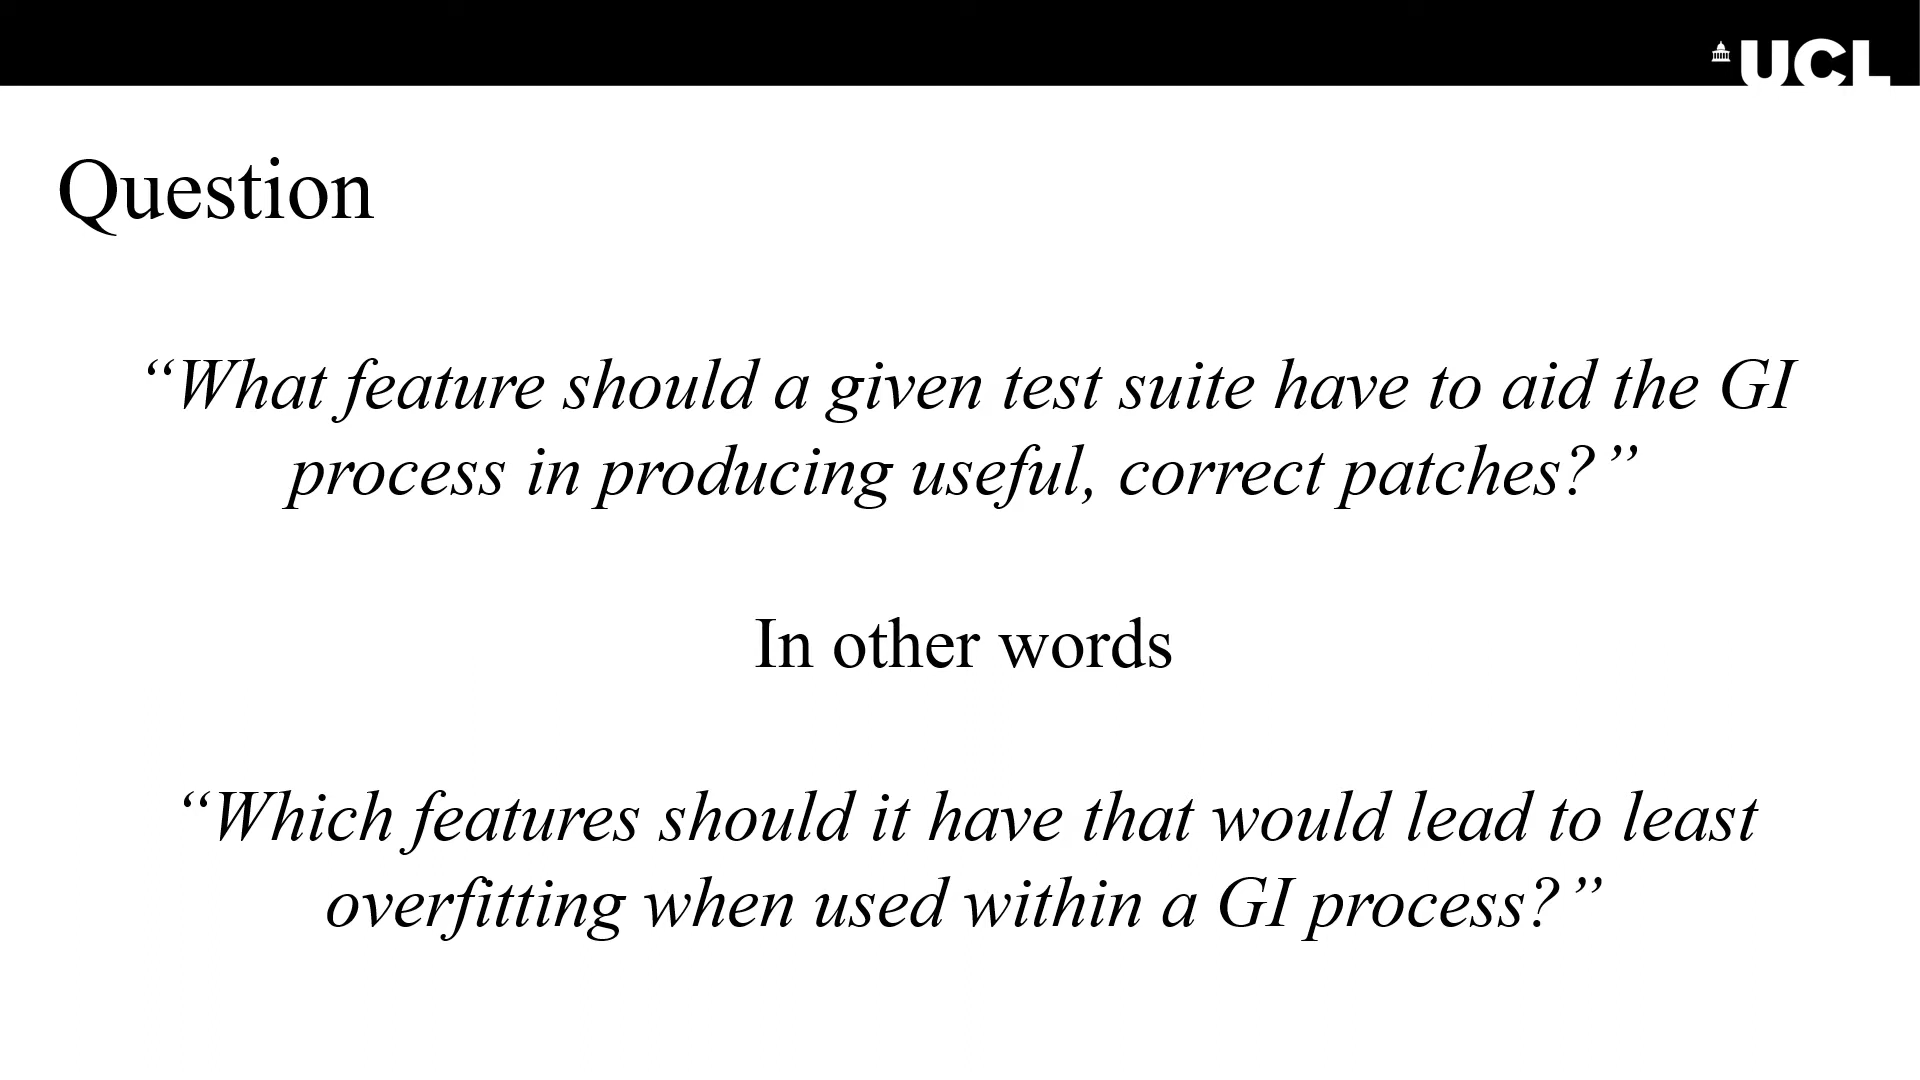 UCL
Question
“What feature should a given test suite have to aid the GI
process in producing useful, correct patches?”
In other words
“Which features should it have that would lead to least
overfitting when used within a GI process?”